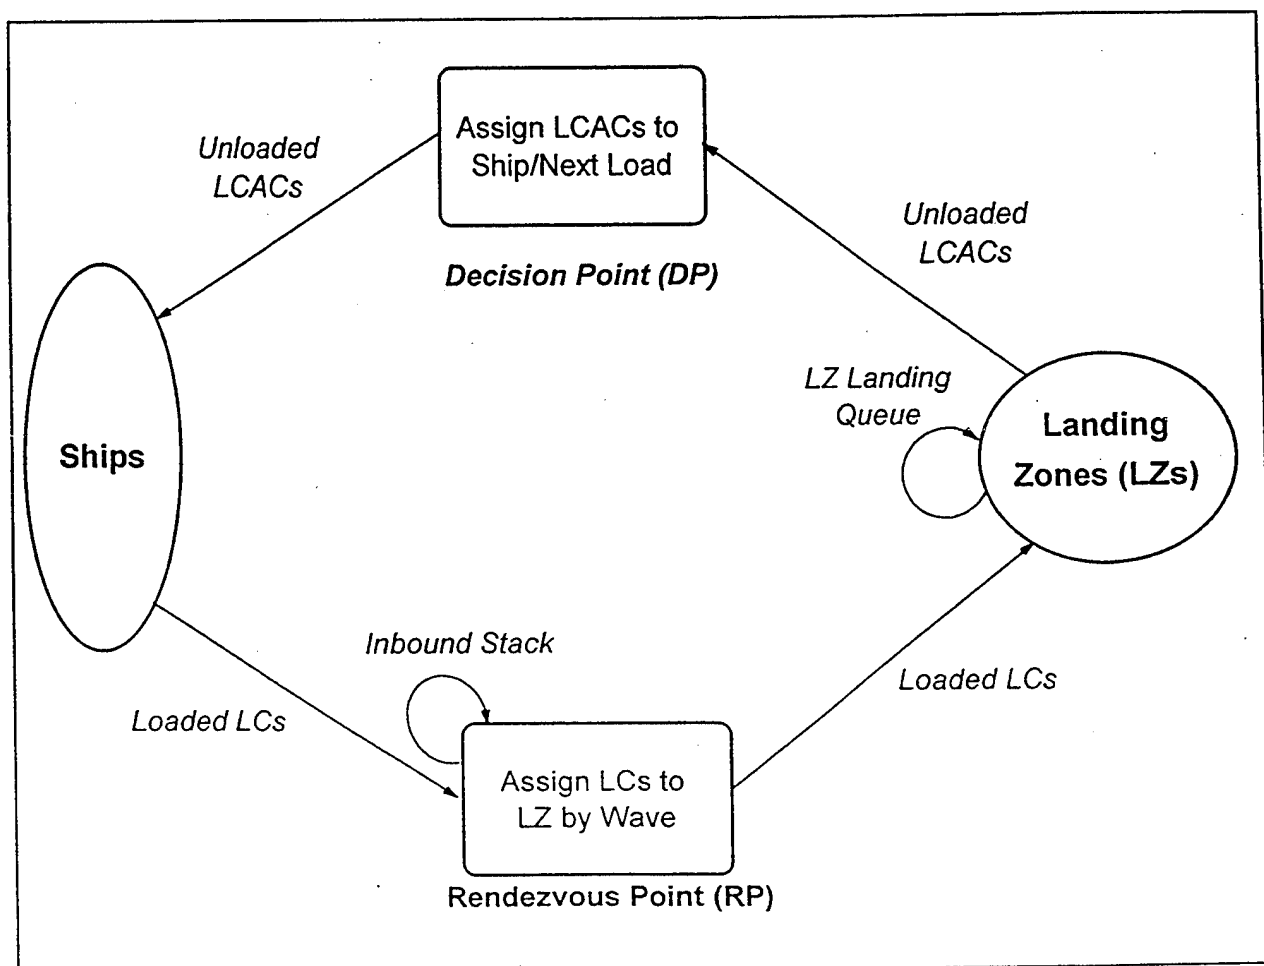 Assign LCACs to
Ship/Next Load
Decision Point (DP)
Unloaded
LCACs
Unloaded
LCACs
LZ Landing
Queue
Landing
Zones (LZs)
Ships
Inbound Stack
Loaded LCs
Loaded LCs
Assign LCs to
LZ by Wave
Rendezvous Point (RP)